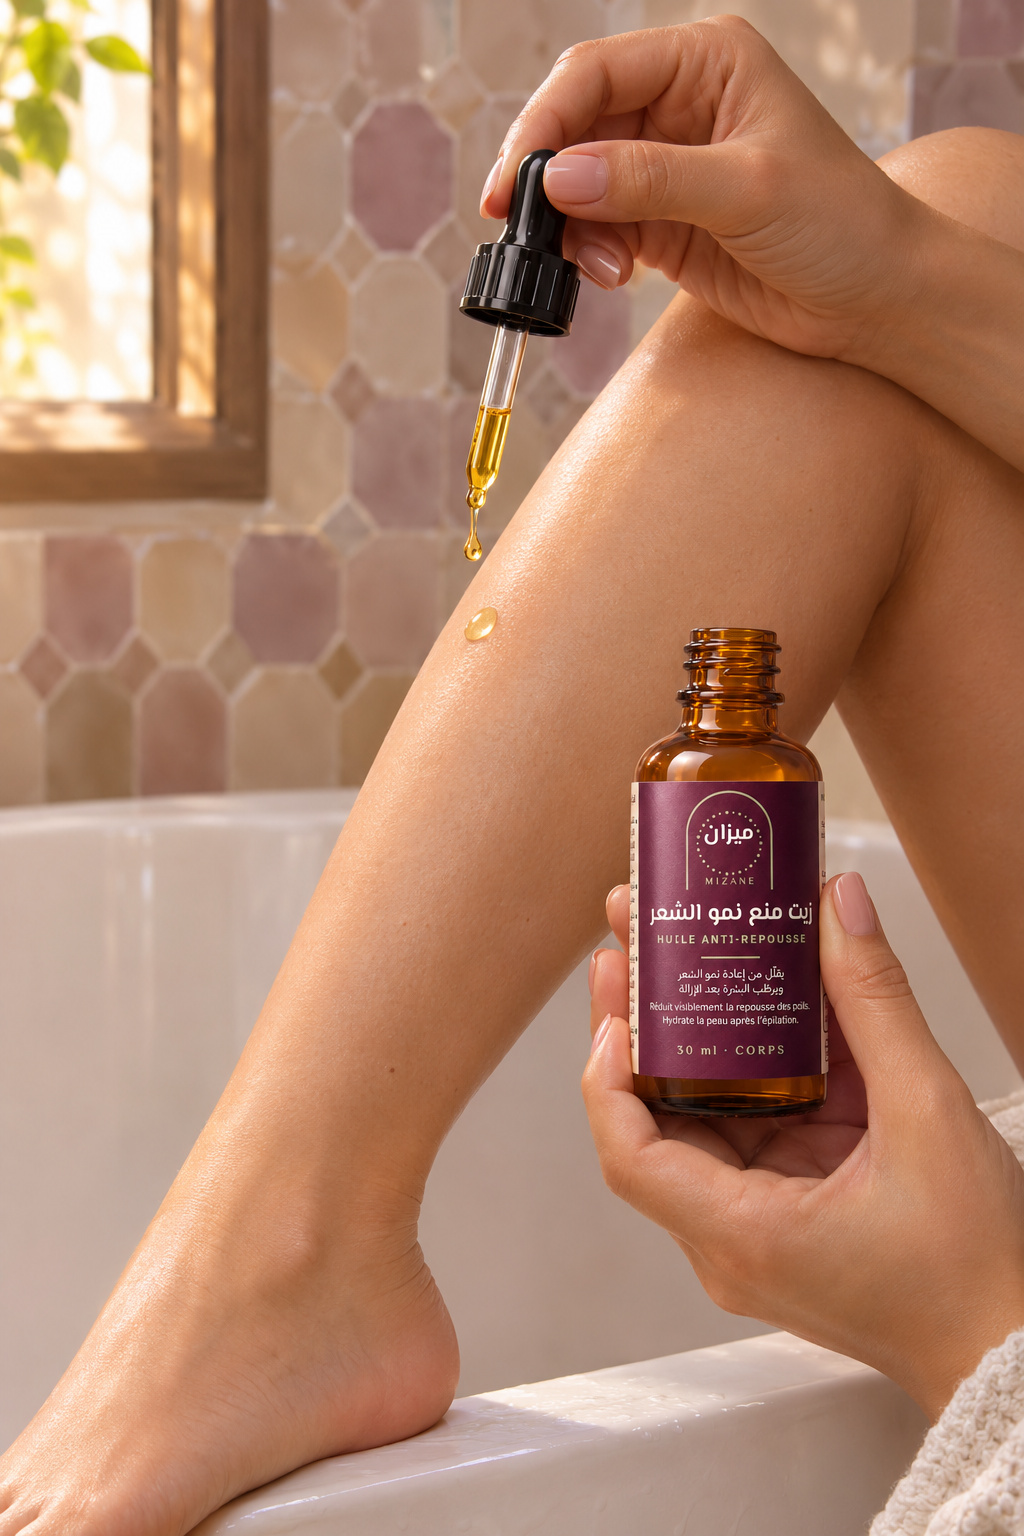 ميزان
MIZANE
زيت منع نمو الشعر
HUILE ANTI-REPOUSSE
يقلّل من إعادة نمو الشعر
ويرطب البشرة بعد الإزالة
Réduit visiblement la repousse des poils.
Hydrate la peau après l'épilation.
30 ml · CORPS